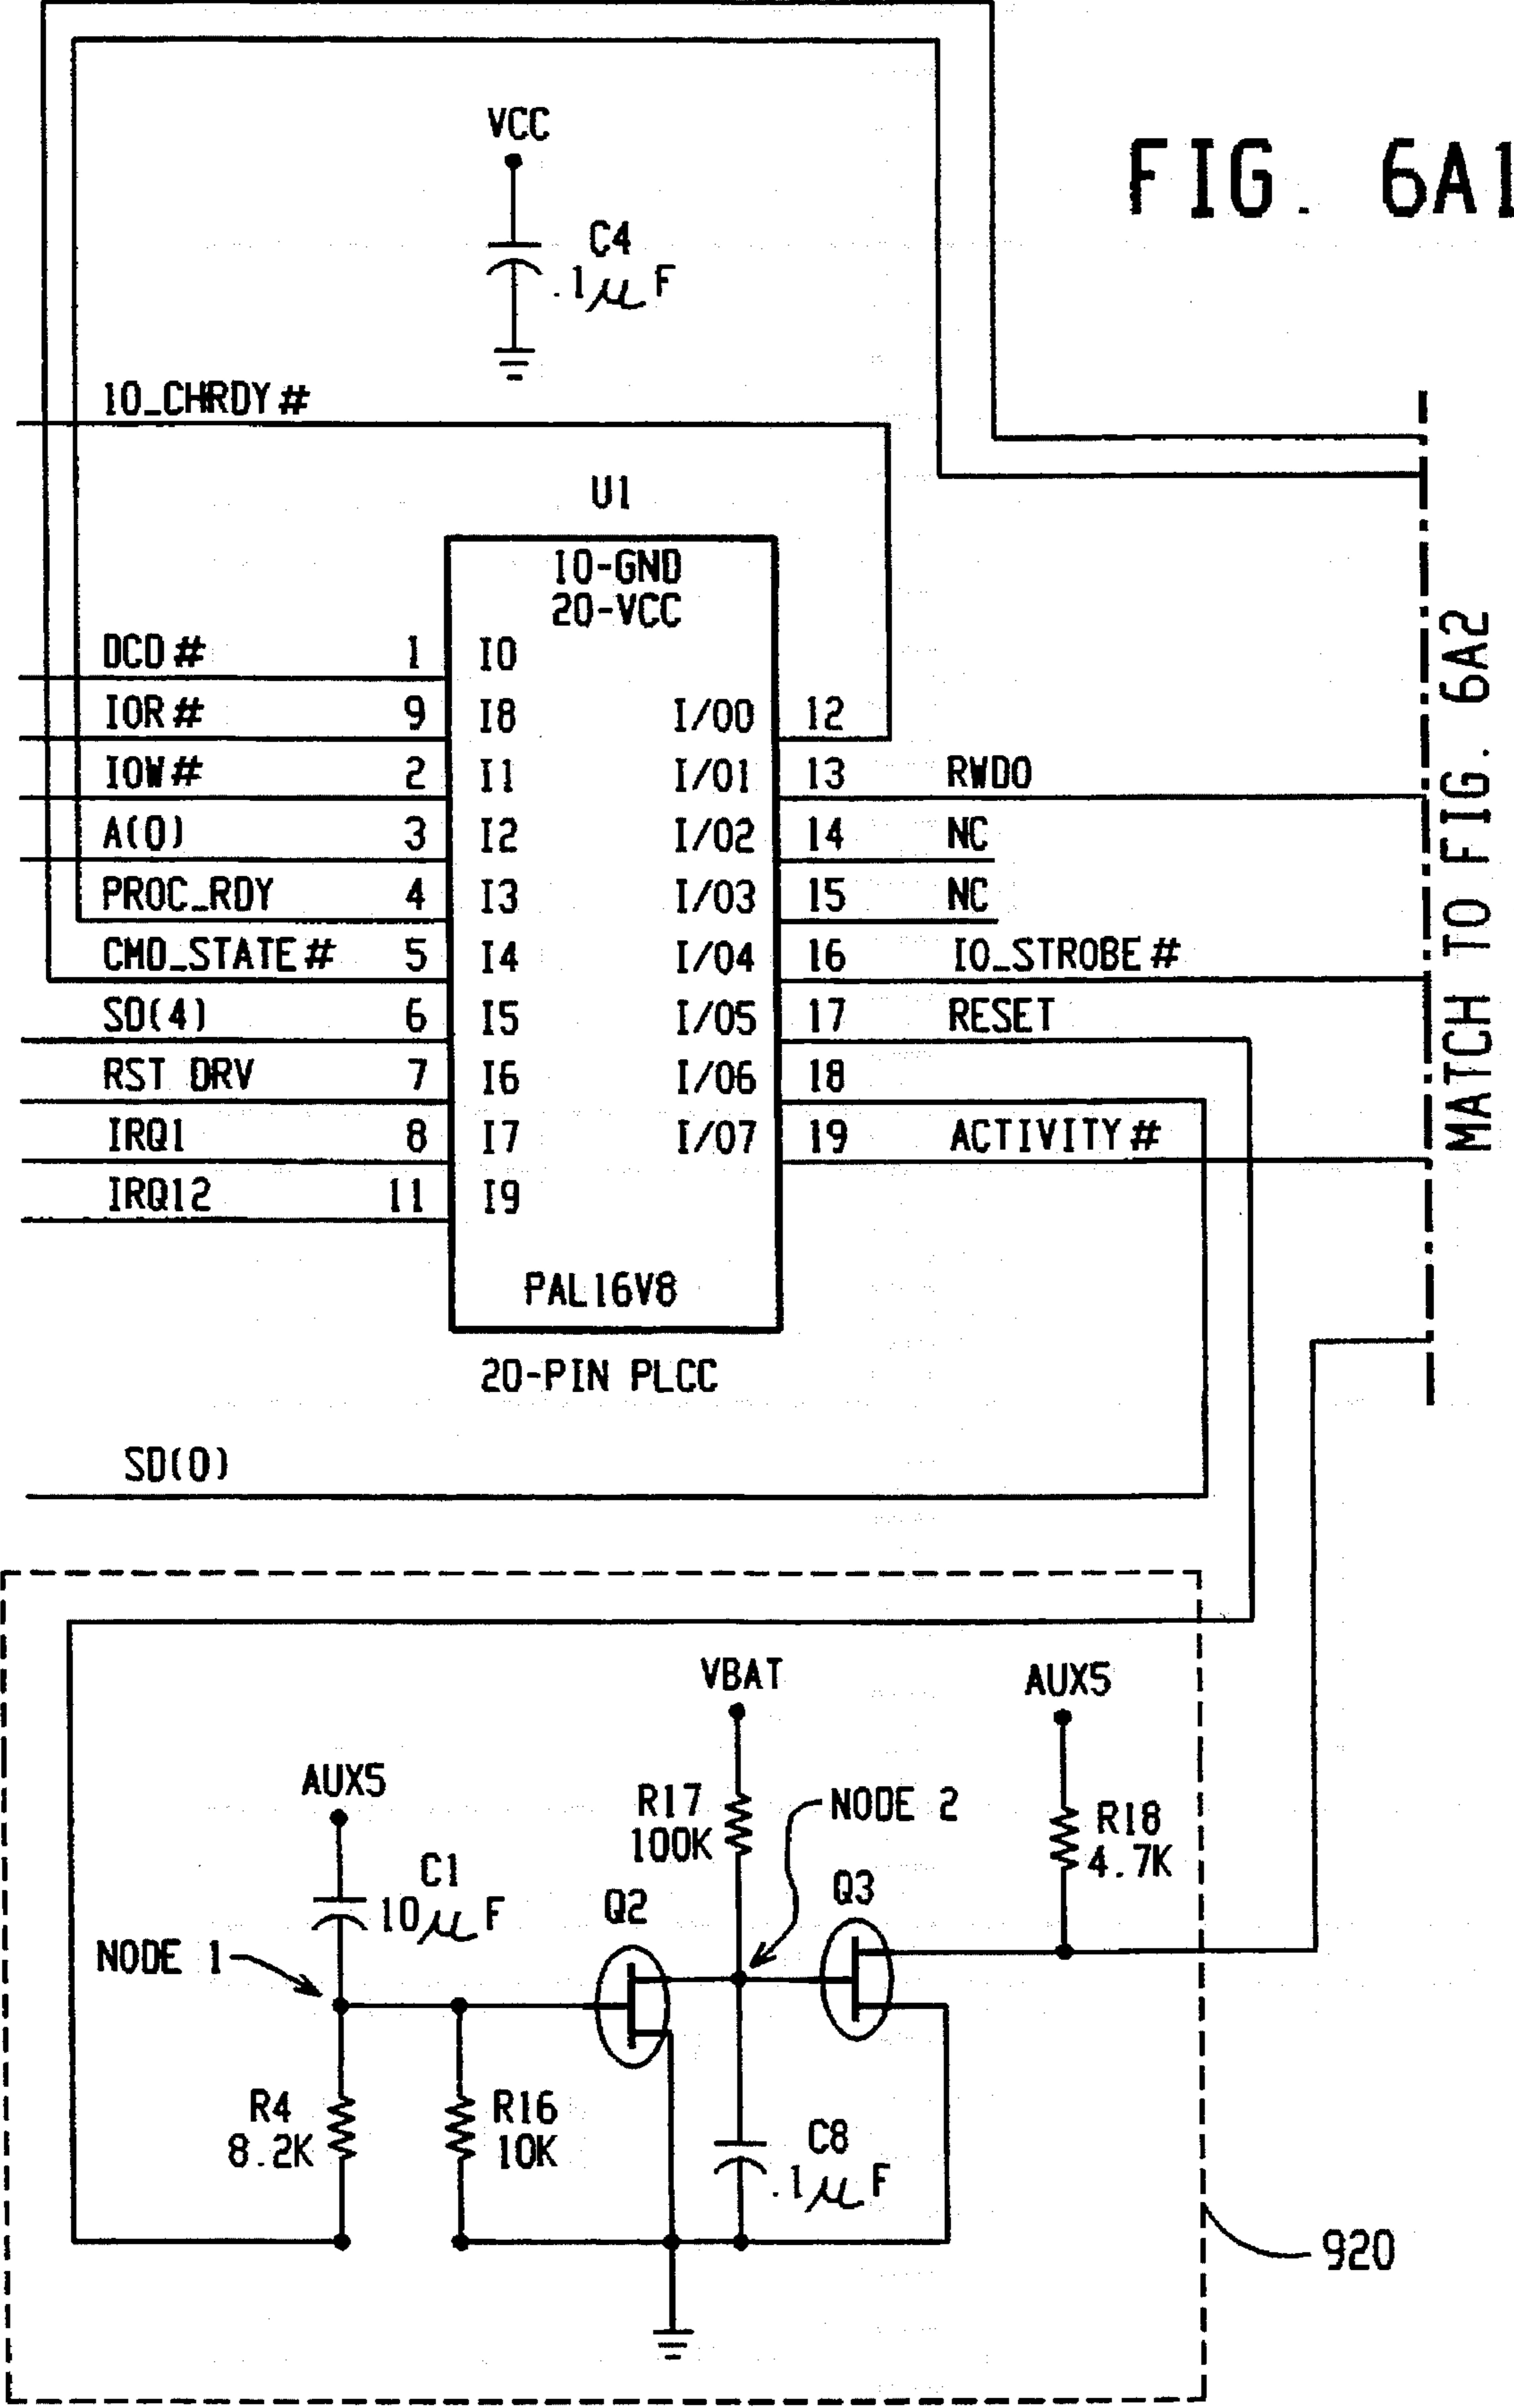 FIG. 6A1
VCC
C4
.1μF
IO_CHRDY#
U1
10-GND
20-VCC
DCD# 1 I0
IOR# 9 I8 I/O0 12
IOW# 2 I1 I/O1 13 RWD0
A(0) 3 I2 I/O2 14 NC
PROC_RDY 4 I3 I/O3 15 NC
CMD_STATE# 5 I4 I/O4 16 IO_STROBE#
SD(4) 6 I5 I/O5 17 RESET
RST DRV 7 I6 I/O6 18
IRQ1 8 I7 I/O7 19 ACTIVITY#
IRQ12 11 I9
PAL16V8
20-PIN PLCC
MATCH TO FIG. 6A2
SD(0)
VBAT
AUX5
AUX5
R17
100K
NODE 2
R18
4.7K
C1
10μF
Q2
Q3
NODE 1
R4
8.2K
R16
10K
C8
.1μF
920